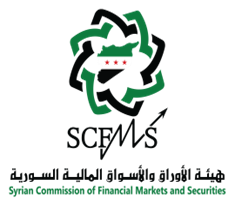 SCFMS
هيئة الأوراق والأسواق المالية السورية
Syrian Commission of Financial Markets and Securities